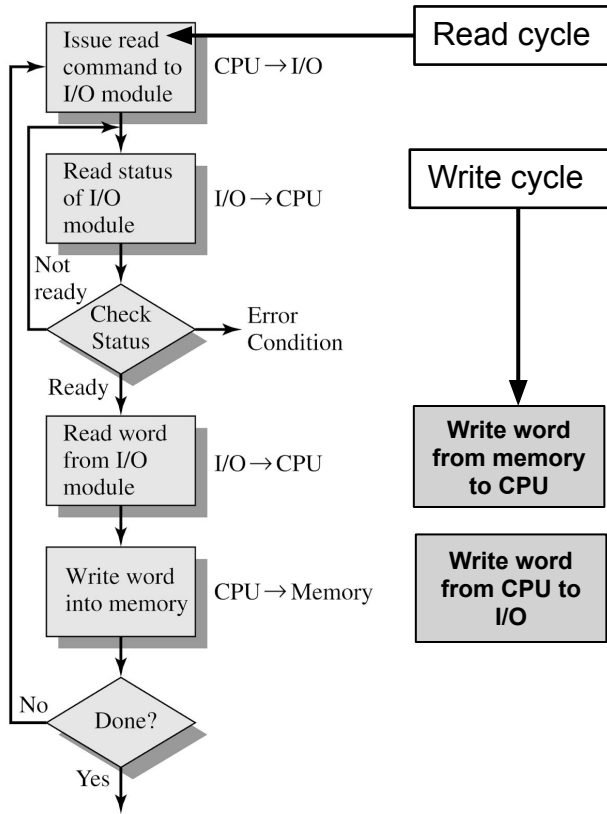 Issue read
command to
I/O module
CPU → I/O
Read cycle
Read status
of I/O
module
I/O → CPU
Write cycle
Not
ready
Check
Status
Error
Condition
Ready
Read word
from I/O
module
I/O → CPU
Write word
from memory
to CPU
Write word
into memory
CPU → Memory
Write word
from CPU to
I/O
No
Done?
Yes